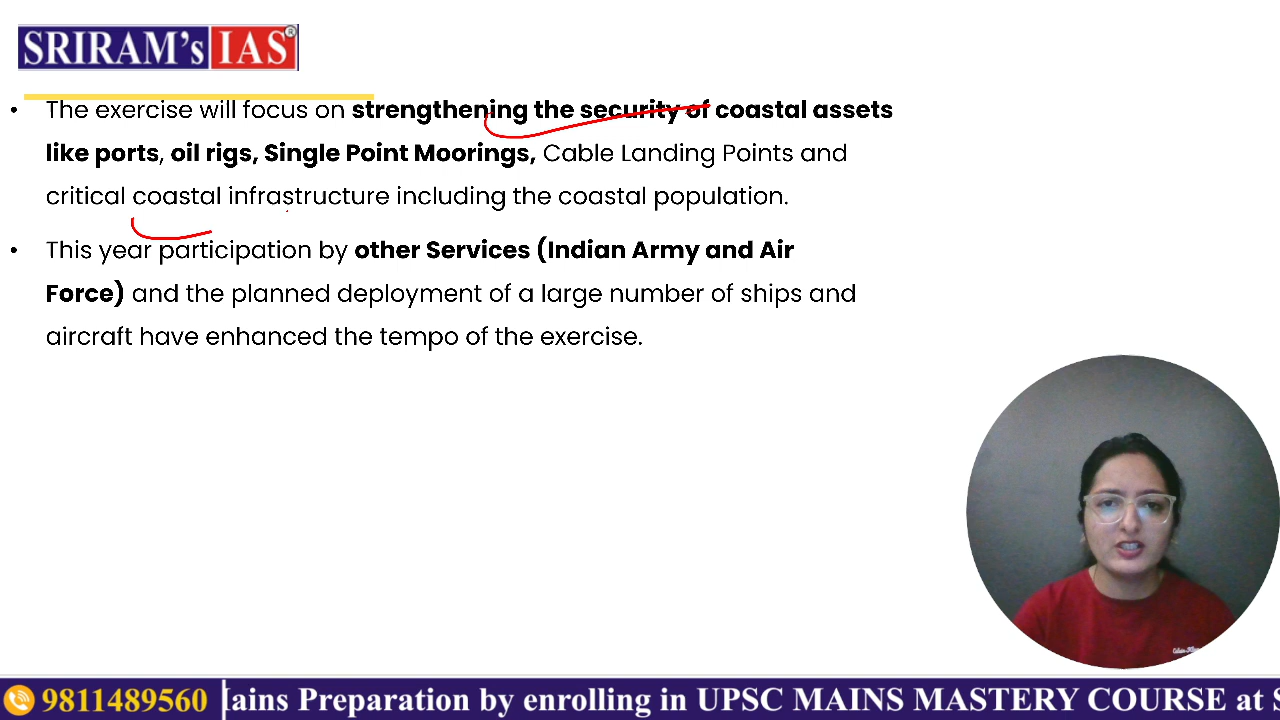 SRIRAM's IAS®
• The exercise will focus on strengthening the security of coastal assets
like ports, oil rigs, Single Point Moorings, Cable Landing Points and
critical coastal infrastructure including the coastal population.
• This year participation by other Services (Indian Army and Air
Force) and the planned deployment of a large number of ships and
aircraft have enhanced the tempo of the exercise.
9811489560 ains Preparation by enrolling in UPSC MAINS MASTERY COURSE at